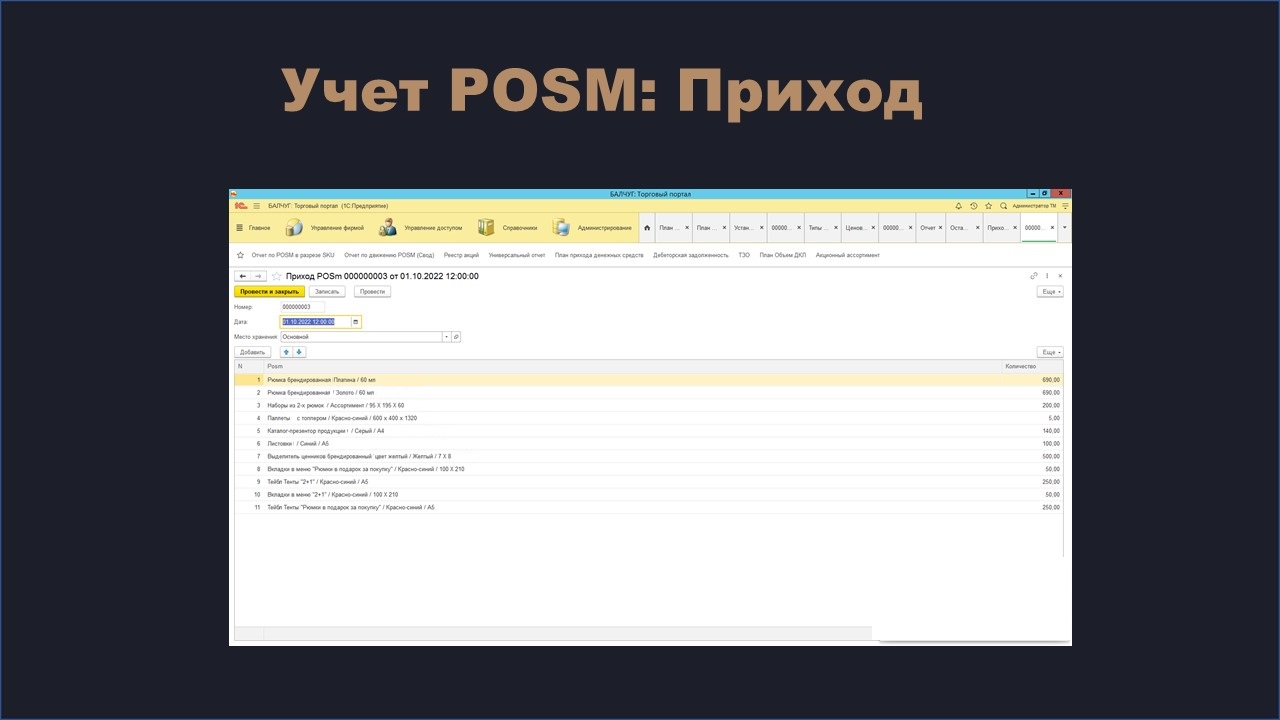 Учет POSM: Приход
БАЛЧУГ: Торговый портал
1С БАЛЧУГ: Торговый портал (1С:Предприятие) Администратор ТМ
Главное Управление фирмой Управление доступом Справочники Администрирование План ... × План ... × Устан... × 00000... × Типы ... × Ценов... × 00000... × Отчет × Оста... × Прихо... × 00000... ×
Отчет по POSM в разрезе SKU Отчет по движению POSM (Свод) Реестр акций Универсальный отчет План прихода денежных средств Дебеторская задолженность ТЗО План Объем ДКП Акционный ассортимент
Приход POSm 000000003 от 01.10.2022 12:00:00
Провести и закрыть Записать Провести Еще
Номер: 000000003
Дата: 01.10.2022 12:00:00
Место хранения: Основной
Добавить Еще
N Posm Количество
1 Рюмка брендированная Платина / 60 мл 690,00
2 Рюмка брендированная Золото / 60 мл 690,00
3 Наборы из 2-х рюмок / Ассортимент / 95 X 195 X 60 200,00
4 Паллеты с топпером / Красно-синий / 600 x 400 x 1320 5,00
5 Каталог-презентор продукции / Серый / А4 140,00
6 Листовки / Синий / А5 100,00
7 Выделитель ценников брендированный цвет желтый / Желтый / 7 X 8 500,00
8 Вкладки в меню "Рюмки в подарок за покупку" / Красно-синий / 100 X 210 50,00
9 Тейбл Тенты "2+1" / Красно-синий / А5 250,00
10 Вкладки в меню "2+1" / Красно-синий / 100 X 210 50,00
11 Тейбл Тенты "Рюмки в подарок за покупку" / Красно-синий / А5 250,00